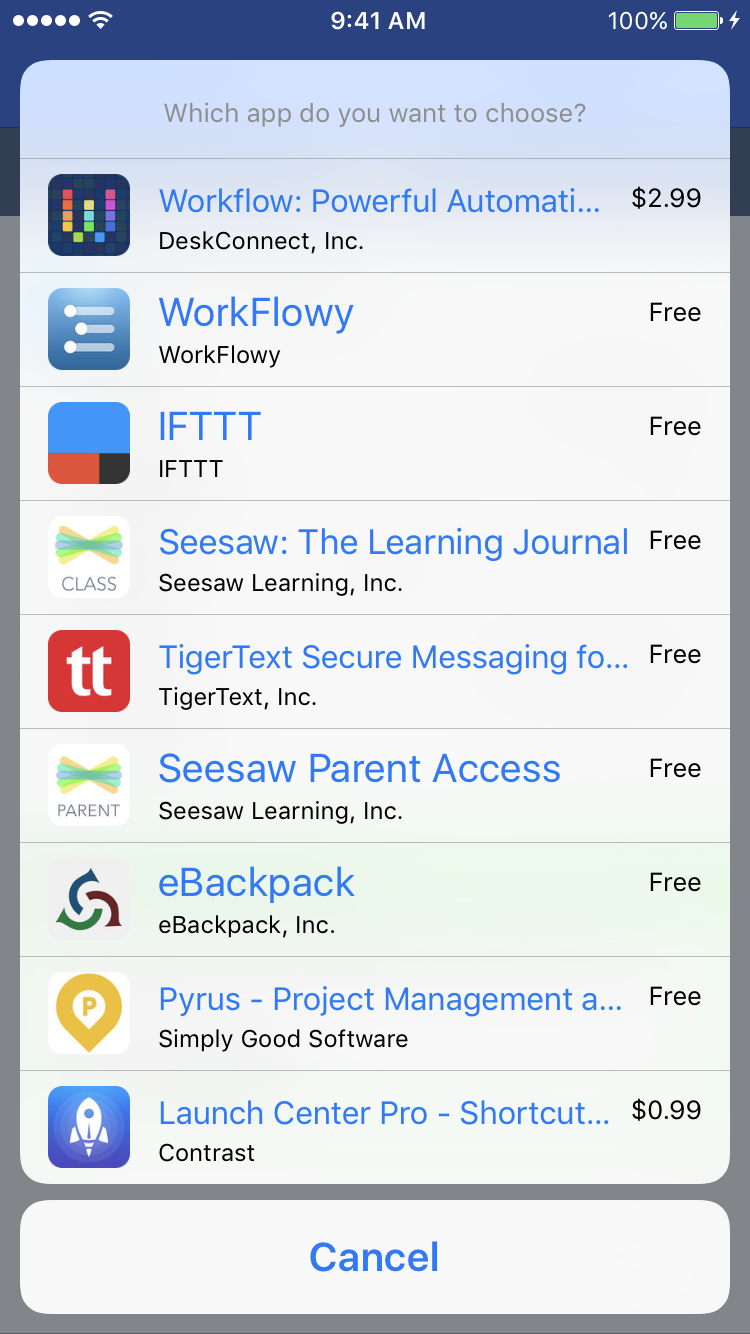 9:41 AM
100%
Which app do you want to choose?
Workflow: Powerful Automati...
$2.99
DeskConnect, Inc.
WorkFlowy
Free
WorkFlowy
IFTTT
Free
IFTTT
CLASS
Seesaw: The Learning Journal
Free
Seesaw Learning, Inc.
tt
TigerText Secure Messaging fo...
Free
TigerText, Inc.
PARENT
Seesaw Parent Access
Free
Seesaw Learning, Inc.
eBackpack
Free
eBackpack, Inc.
P
Pyrus - Project Management a...
Free
Simply Good Software
Launch Center Pro - Shortcut...
$0.99
Contrast
Cancel